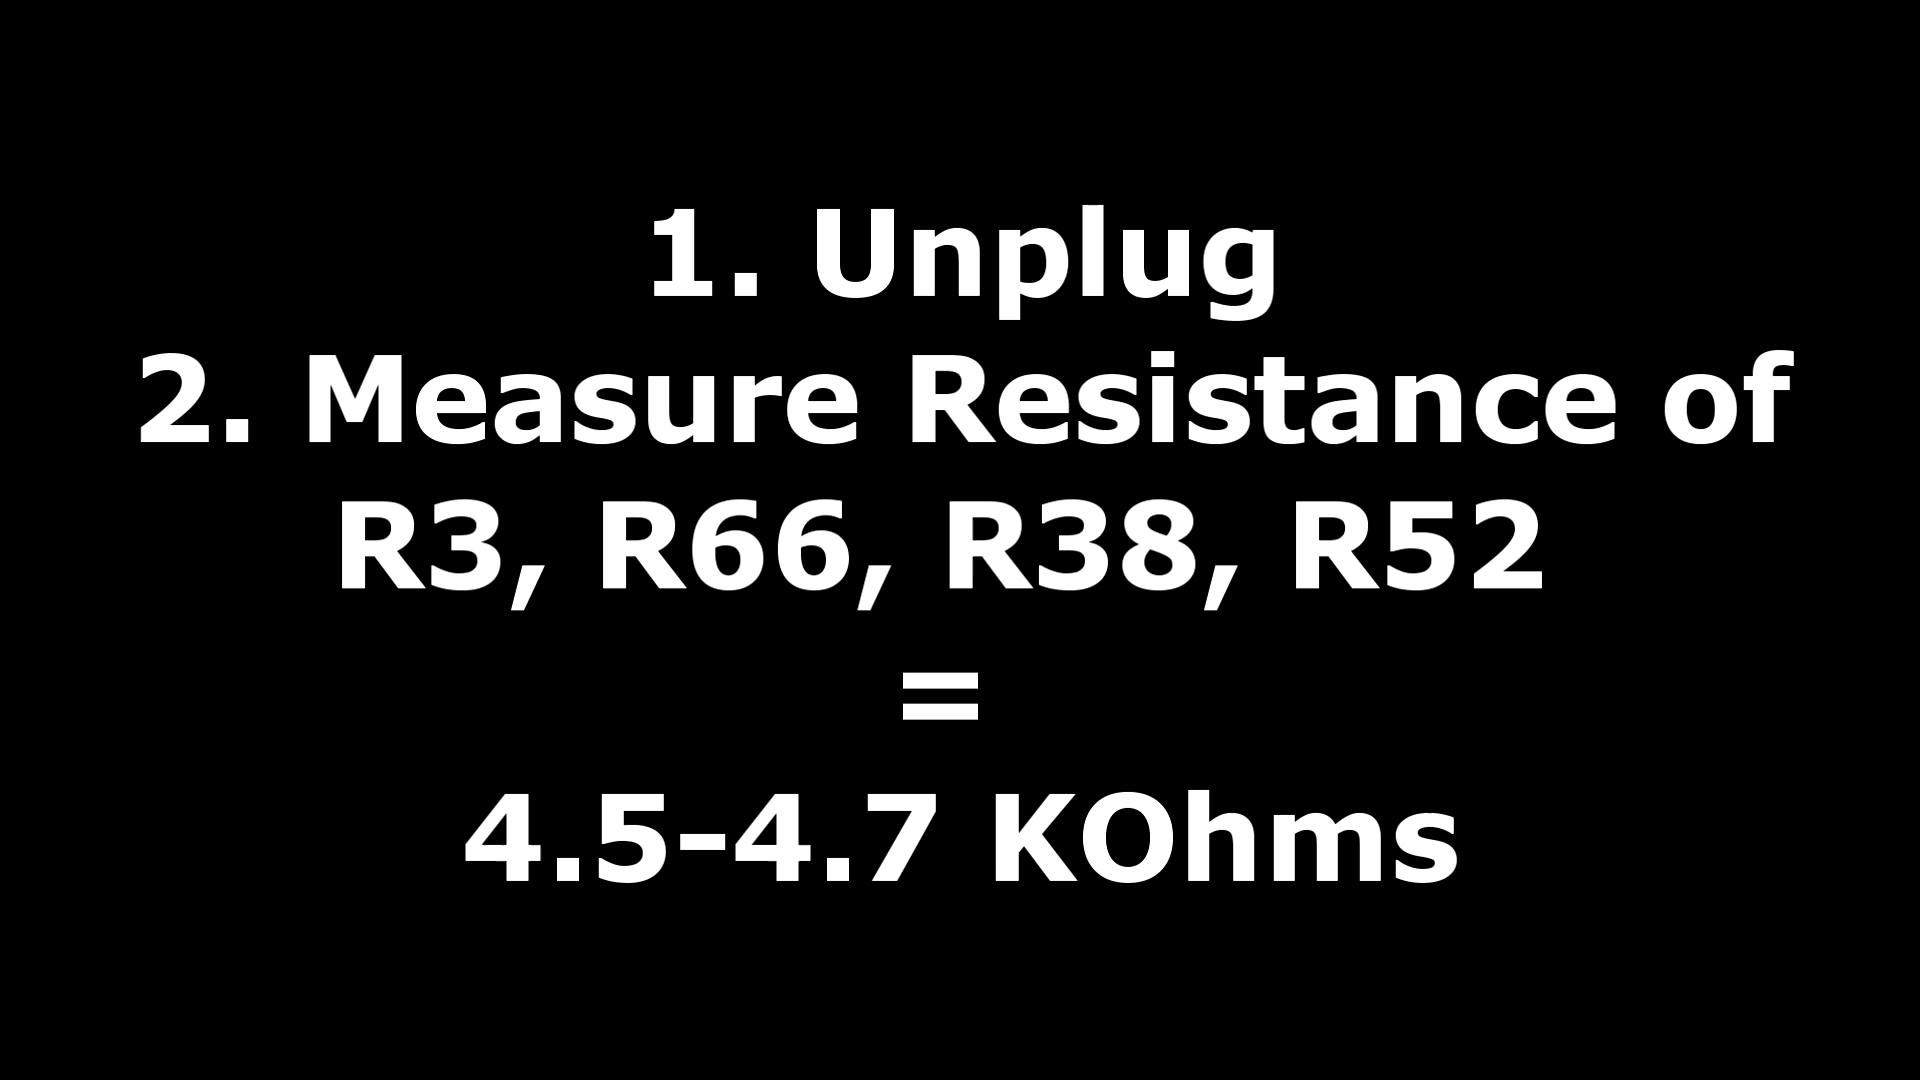 1. Unplug
2. Measure Resistance of
R3, R66, R38, R52
=
4.5-4.7 KOhms